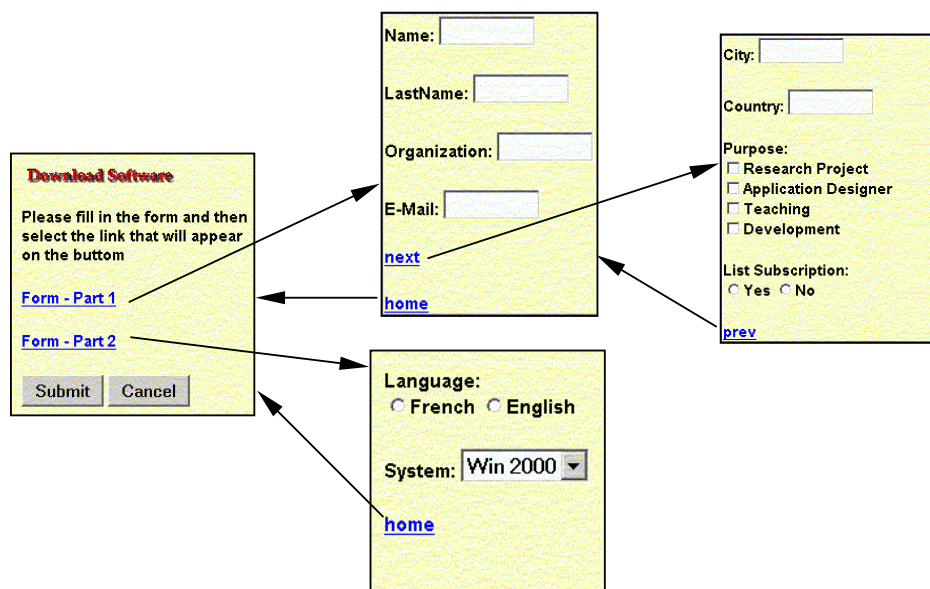 Download Software
Please fill in the form and then
select the link that will appear
on the buttom
Form - Part 1
Form - Part 2
Submit Cancel
Name:
LastName:
Organization:
E-Mail:
next
home
City:
Country:
Purpose:
Research Project
Application Designer
Teaching
Development
List Subscription:
Yes No
prev
Language:
French English
System: Win 2000
home